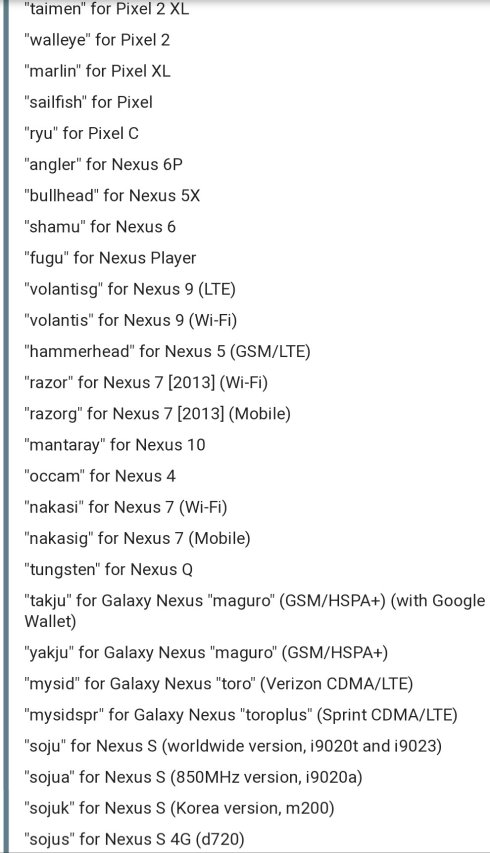 "taimen" for Pixel 2 XL
"walleye" for Pixel 2
"marlin" for Pixel XL
"sailfish" for Pixel
"ryu" for Pixel C
"angler" for Nexus 6P
"bullhead" for Nexus 5X
"shamu" for Nexus 6
"fugu" for Nexus Player
"volantisg" for Nexus 9 (LTE)
"volantis" for Nexus 9 (Wi-Fi)
"hammerhead" for Nexus 5 (GSM/LTE)
"razor" for Nexus 7 [2013] (Wi-Fi)
"razorg" for Nexus 7 [2013] (Mobile)
"mantaray" for Nexus 10
"occam" for Nexus 4
"nakasi" for Nexus 7 (Wi-Fi)
"nakasig" for Nexus 7 (Mobile)
"tungsten" for Nexus Q
"takju" for Galaxy Nexus "maguro" (GSM/HSPA+) (with Google
Wallet)
"yakju" for Galaxy Nexus "maguro" (GSM/HSPA+)
"mysid" for Galaxy Nexus "toro" (Verizon CDMA/LTE)
"mysidspr" for Galaxy Nexus "toroplus" (Sprint CDMA/LTE)
"soju" for Nexus S (worldwide version, i9020t and i9023)
"sojua" for Nexus S (850MHz version, i9020a)
"sojuk" for Nexus S (Korea version, m200)
"sojus" for Nexus S 4G (d720)